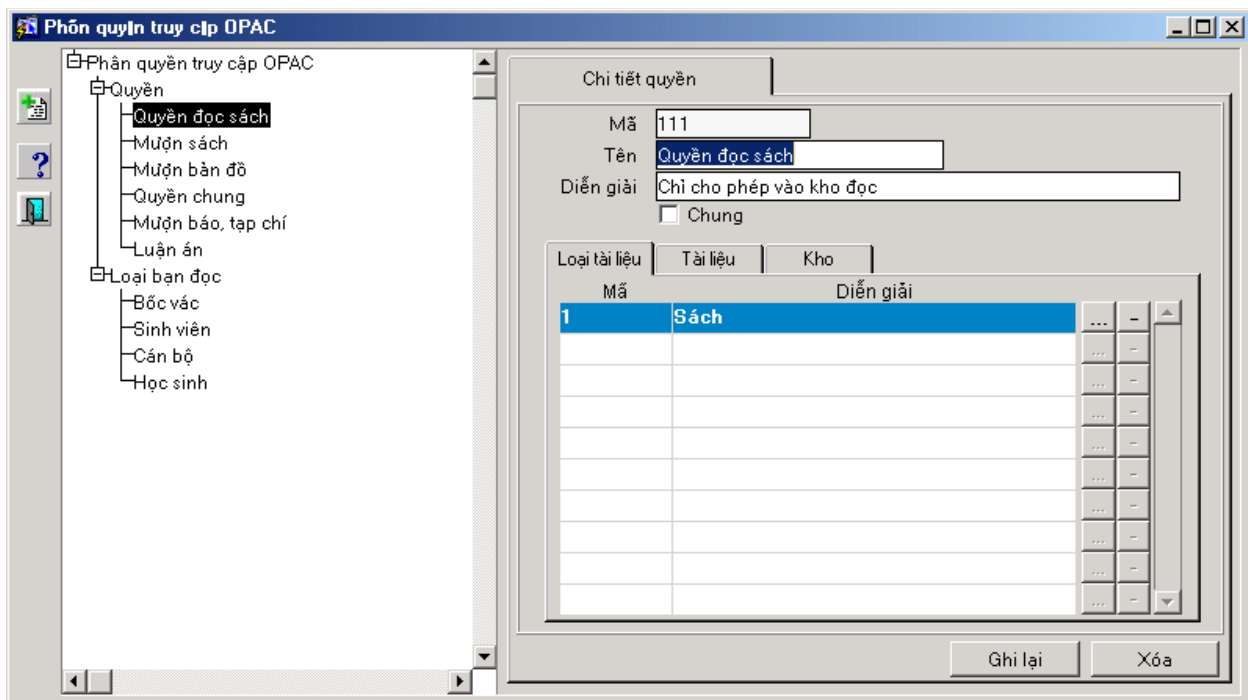 Phõn quyịn truy cịp OPAC
Phân quyền truy cập OPAC
Quyền
Quyền đọc sách
Mượn sách
Mượn bản đồ
Quyền chung
Mượn báo, tạp chí
Luận án
Loại bạn đọc
Bốc vác
Sinh viên
Cán bộ
Học sinh
Chi tiết quyền
Mã 111
Tên Quyền đọc sách
Diễn giải Chỉ cho phép vào kho đọc
Chung
Loại tài liệu Tài liệu Kho
Mã Diễn giải
1 Sách ... -
... -
... -
... -
... -
... -
... -
... -
... -
... -
Ghi lại Xóa